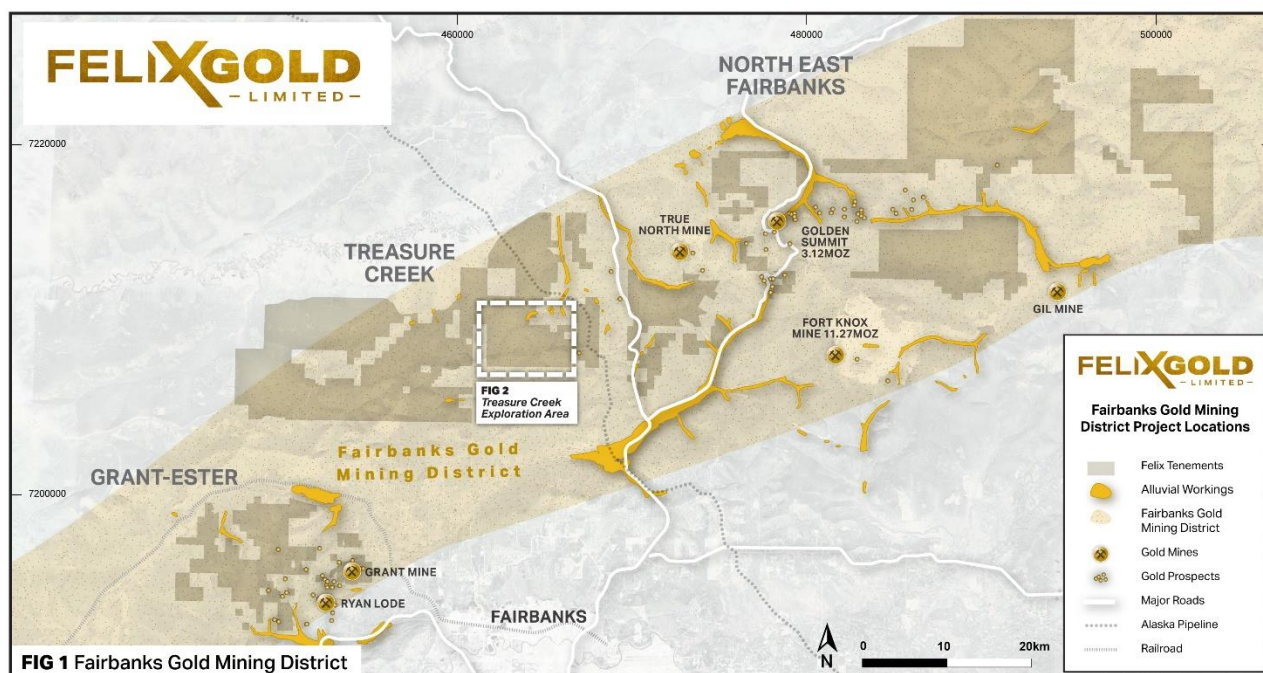 FELIXGOLD
LIMITED
460000
480000
500000
7220000
7200000
NORTH EAST
FAIRBANKS
TREASURE
CREEK
TRUE
NORTH MINE
GOLDEN
SUMMIT
3.12MOZ
GIL MINE
FORT KNOX
MINE 11.27MOZ
FIG 2
Treasure Creek
Exploration Area
Fairbanks Gold
Mining District
GRANT-ESTER
GRANT MINE
RYAN LODE
FAIRBANKS
N
0 10 20km
FIG 1 Fairbanks Gold Mining District
FELIXGOLD
LIMITED
Fairbanks Gold Mining
District Project Locations
Felix Tenements
Alluvial Workings
Fairbanks Gold
Mining District
Gold Mines
Gold Prospects
Major Roads
Alaska Pipeline
Railroad